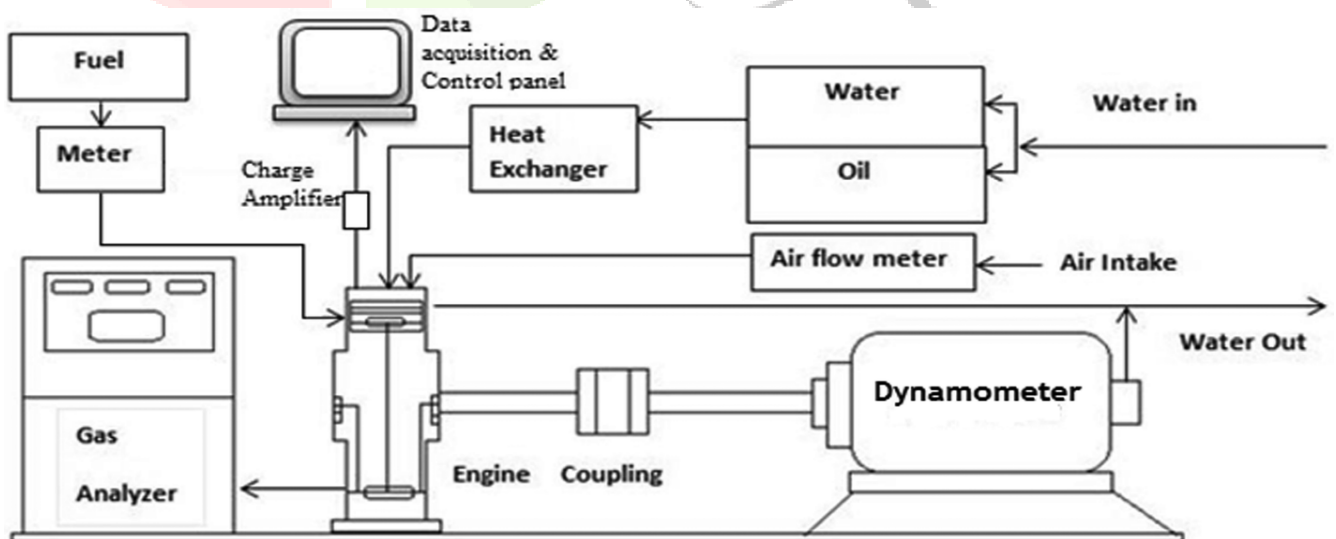 Fuel
Meter
Data
acquisition &
Control panel
Charge
Amplifier
Heat
Exchanger
Water
Oil
Water in
Air flow meter
Air Intake
Water Out
Dynamometer
Engine
Coupling
Gas
Analyzer